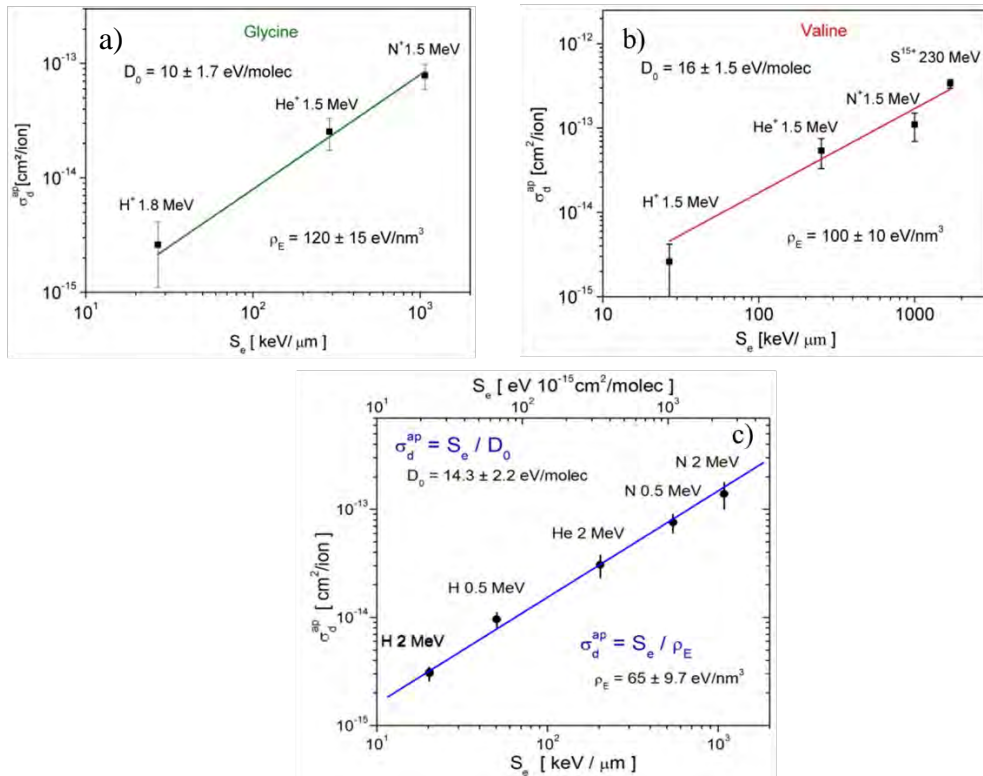 a)
Glycine
D₀ = 10 ± 1.7 eV/molec
N⁺ 1.5 MeV
He⁺ 1.5 MeV
H⁺ 1.8 MeV
ρ_E = 120 ± 15 eV/nm³
10⁻¹³
10⁻¹⁴
10⁻¹⁵
σ_d^ap [cm²/ion]
10¹
10²
10³
S_e [ keV/ μm ]
b)
Valine
D₀ = 16 ± 1.5 eV/molec
S¹⁵⁺ 230 MeV
N⁺ 1.5 MeV
He⁺ 1.5 MeV
H⁺ 1.5 MeV
ρ_E = 100 ± 10 eV/nm³
10⁻¹²
10⁻¹³
10⁻¹⁴
10⁻¹⁵
σ_d^ap [cm²/ion]
10
100
1000
S_e [ keV/ μm ]
S_e [ eV 10⁻¹⁵cm²/molec ]
10¹
10²
10³
c)
σ_d^ap = S_e / D₀
D₀ = 14.3 ± 2.2 eV/molec
N 2 MeV
N 0.5 MeV
He 2 MeV
H 0.5 MeV
H 2 MeV
σ_d^ap = S_e / ρ_E
ρ_E = 65 ± 9.7 eV/nm³
10⁻¹³
10⁻¹⁴
10⁻¹⁵
σ_d^ap [ cm²/ion]
10¹
10²
10³
S_e [ keV / μm ]